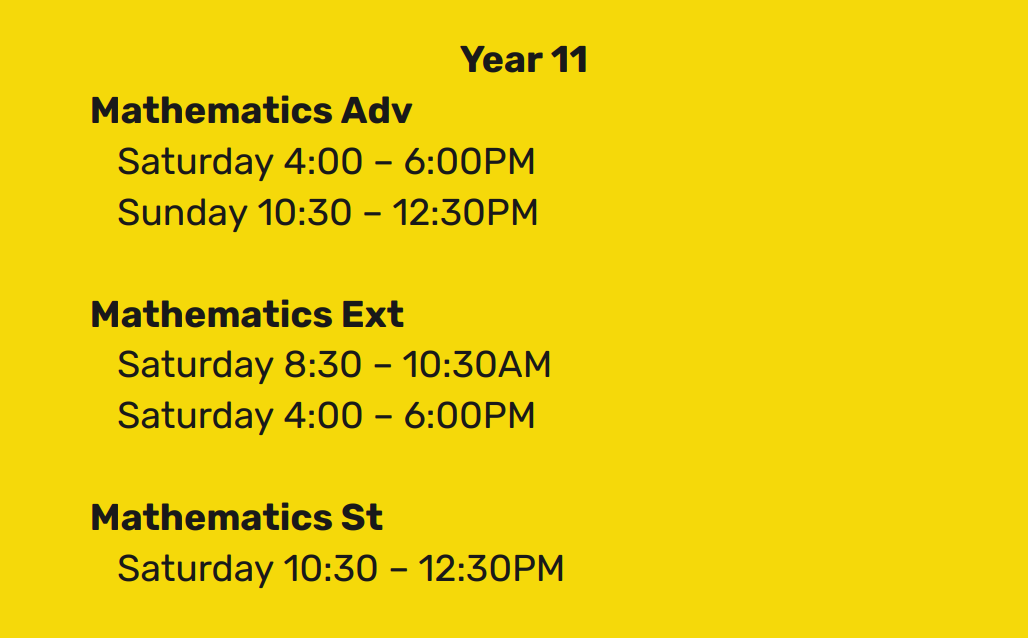 Year 11
Mathematics Adv
Saturday 4:00 – 6:00PM
Sunday 10:30 – 12:30PM
Mathematics Ext
Saturday 8:30 – 10:30AM
Saturday 4:00 – 6:00PM
Mathematics St
Saturday 10:30 – 12:30PM